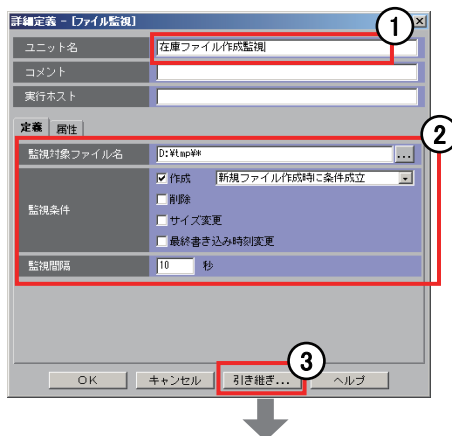 詳細定義 - [ファイル監視]
①
ユニット名 在庫ファイル作成監視
コメント
実行ホスト
定義 属性
②
監視対象ファイル名 D:¥tmp¥* ...
監視条件 作成 新規ファイル作成時に条件成立
削除
サイズ変更
最終書き込み時刻変更
監視間隔 10 秒
③
OK キャンセル 引き継ぎ... ヘルプ